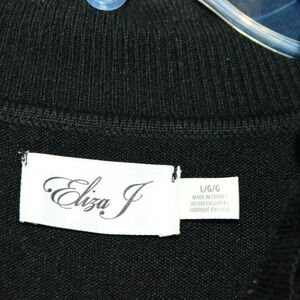 Eliza J
L/G/G
MADE IN CHINA
HECHO EN CHINA
FABRIQUÉ EN CHINE